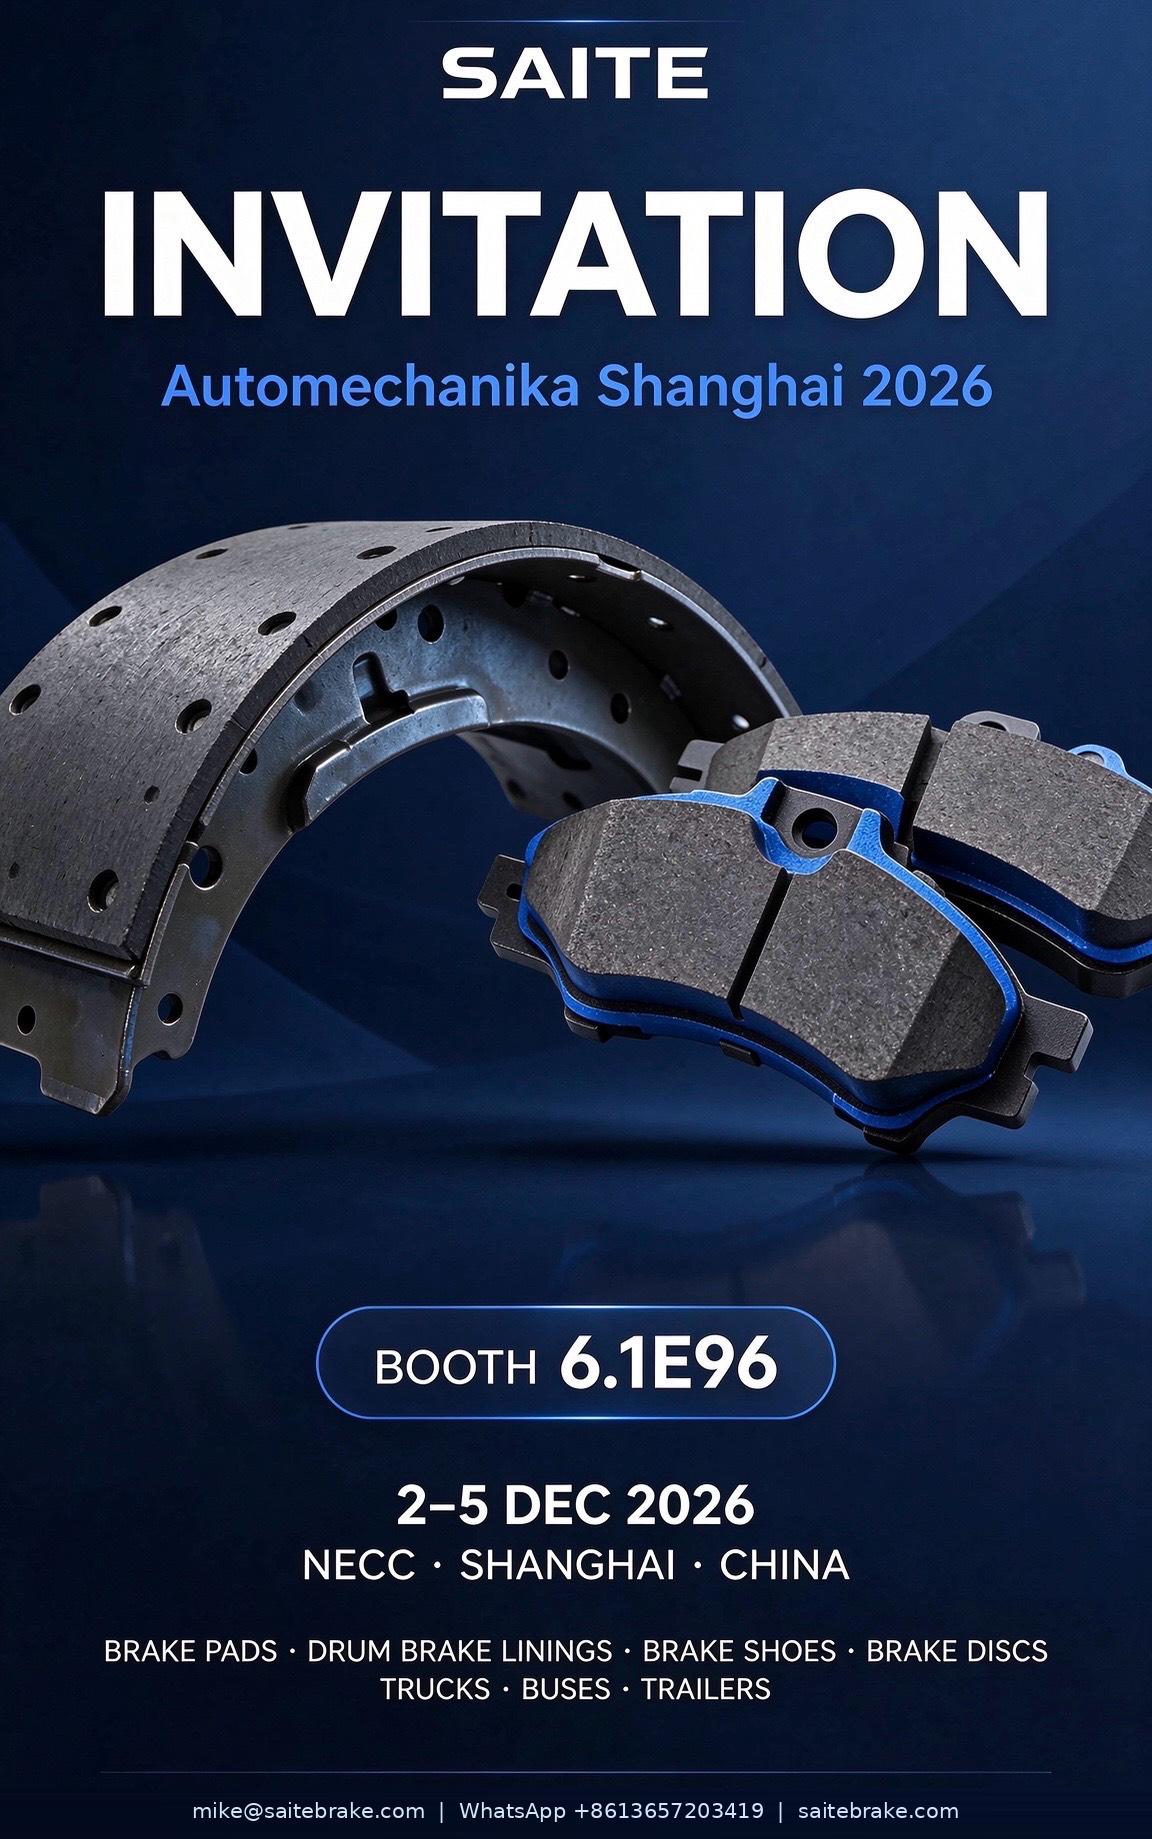 SAITE
INVITATION
Automechanika Shanghai 2026
BOOTH 6.1E96
2–5 DEC 2026
NECC · SHANGHAI · CHINA
BRAKE PADS · DRUM BRAKE LININGS · BRAKE SHOES · BRAKE DISCS
TRUCKS · BUSES · TRAILERS
mike@saitebrake.com | WhatsApp +8613657203419 | saitebrake.com